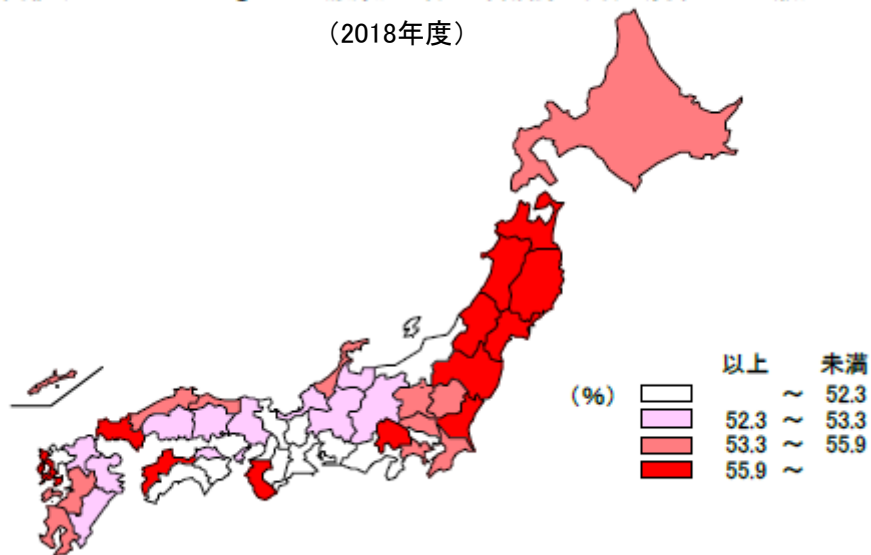 （2018年度）
以上 未満
（%） ～ 52.3
52.3 ～ 53.3
53.3 ～ 55.9
55.9 ～